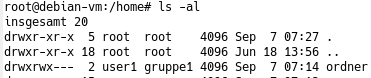 root@debian-vm:/home# ls -al
insgesamt 20
drwxr-xr-x  5 root  root    4096 Sep  7 07:27 .
drwxr-xr-x 18 root  root    4096 Jun 18 13:56 ..
drwxrwx---  2 user1 gruppe1 4096 Sep  7 07:14 ordner